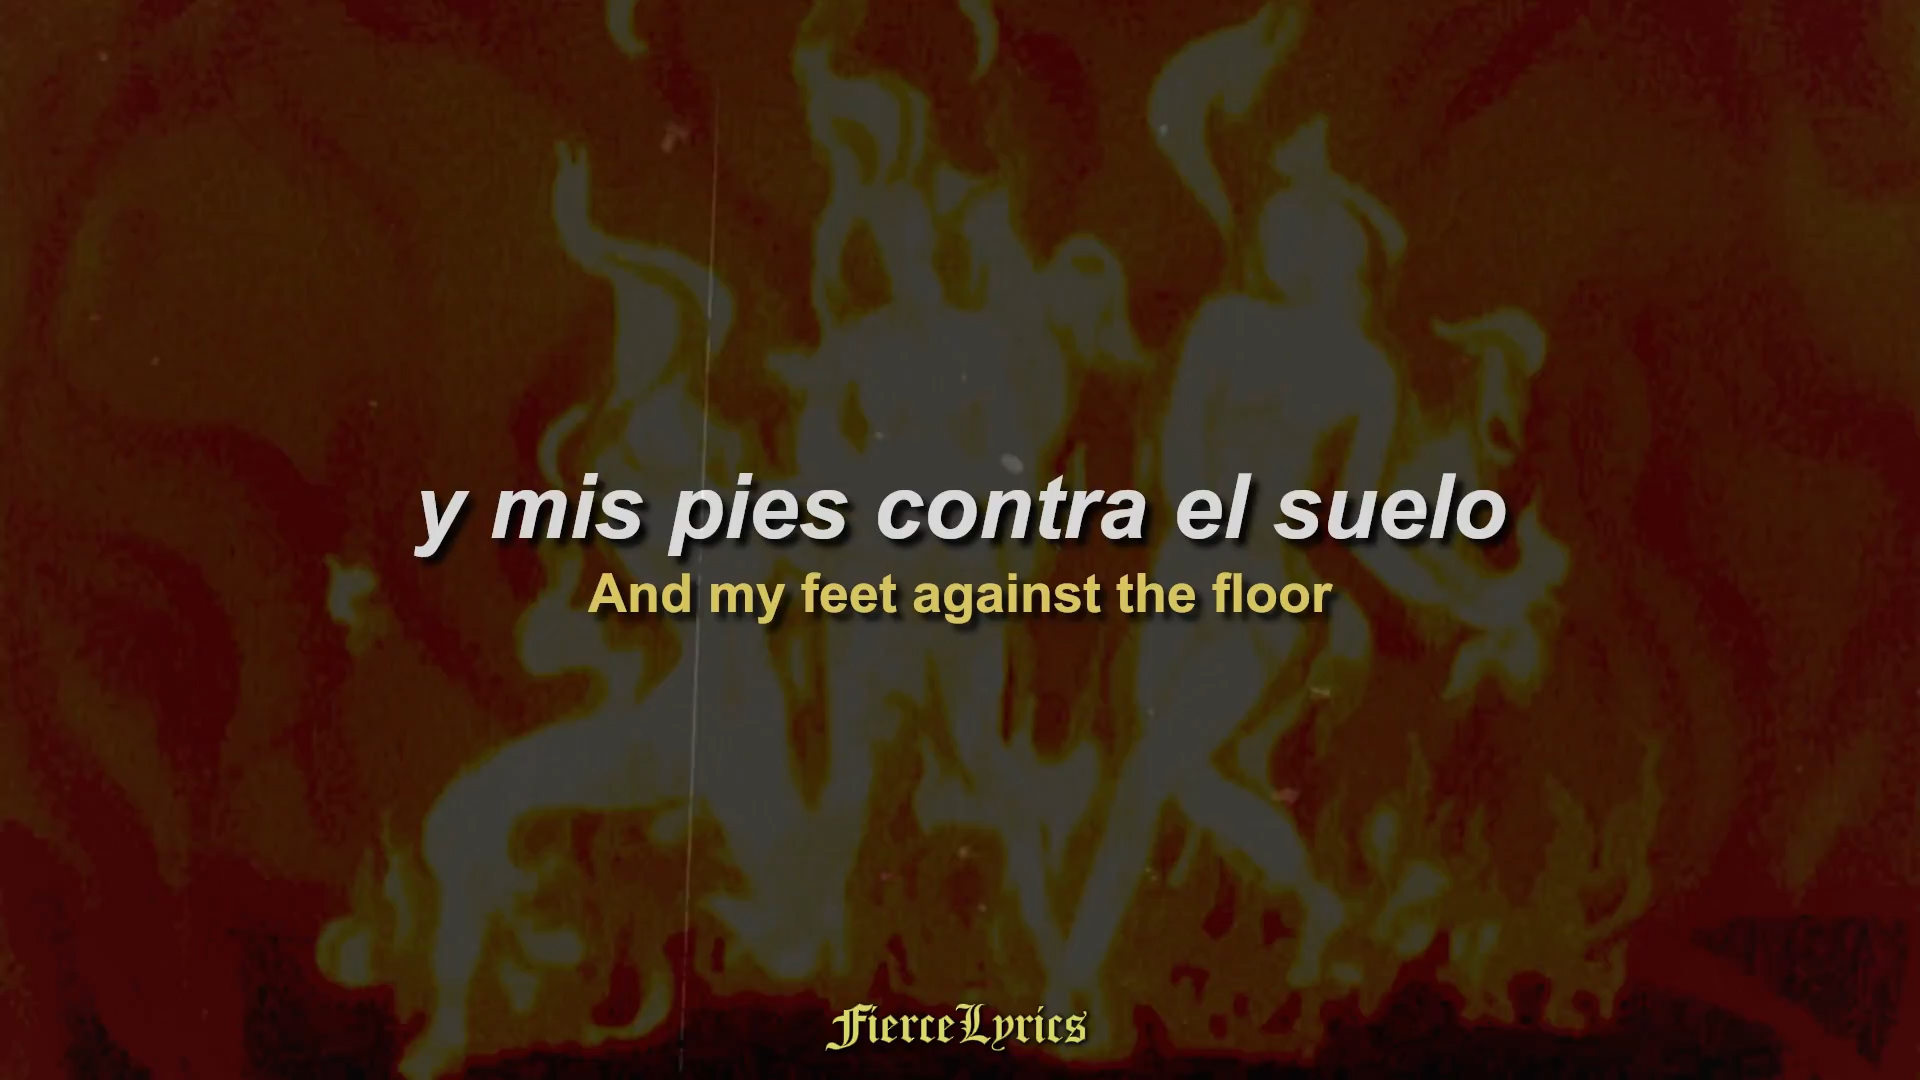 y mis pies contra el suelo
And my feet against the floor
FierceLyrics